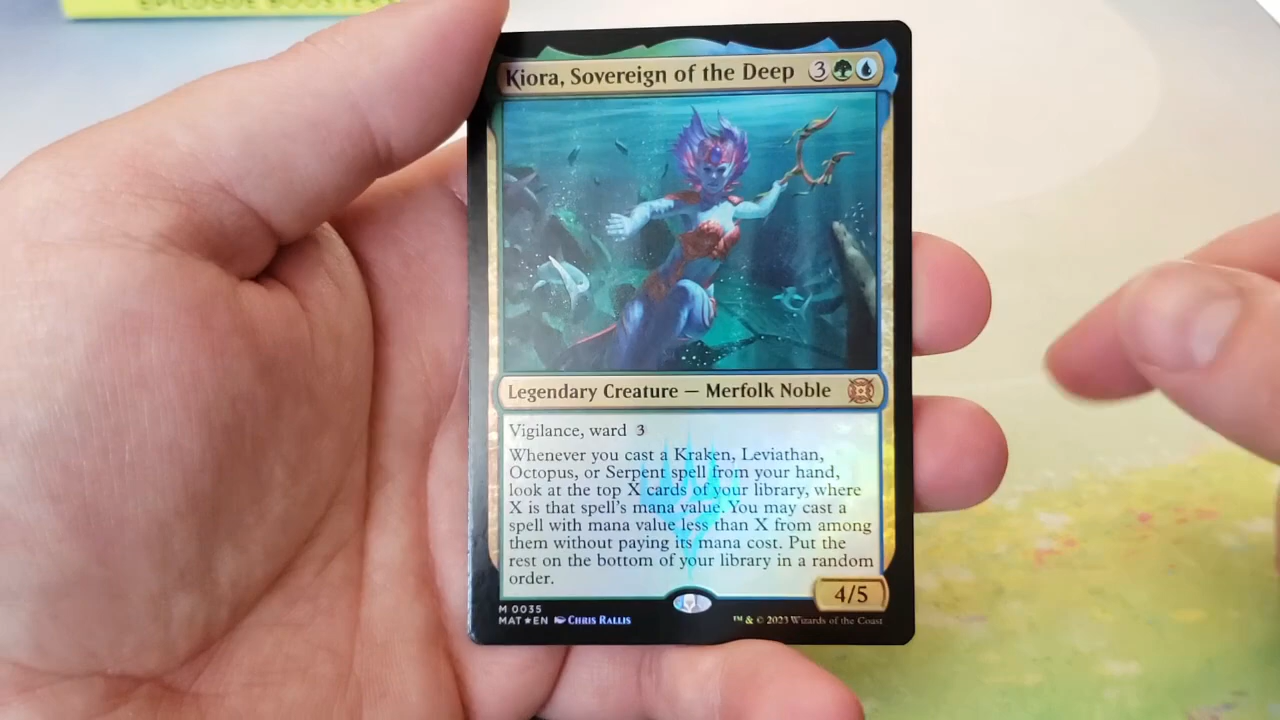 EPILOGUE BOOSTER
Kiora, Sovereign of the Deep 3
Legendary Creature — Merfolk Noble
Vigilance, ward 3
Whenever you cast a Kraken, Leviathan,
Octopus, or Serpent spell from your hand,
look at the top X cards of your library, where
X is that spell's mana value. You may cast a
spell with mana value less than X from among
them without paying its mana cost. Put the
rest on the bottom of your library in a random
order.
4/5
M 0035
MAT★EN Chris Rallis
™ & © 2023 Wizards of the Coast